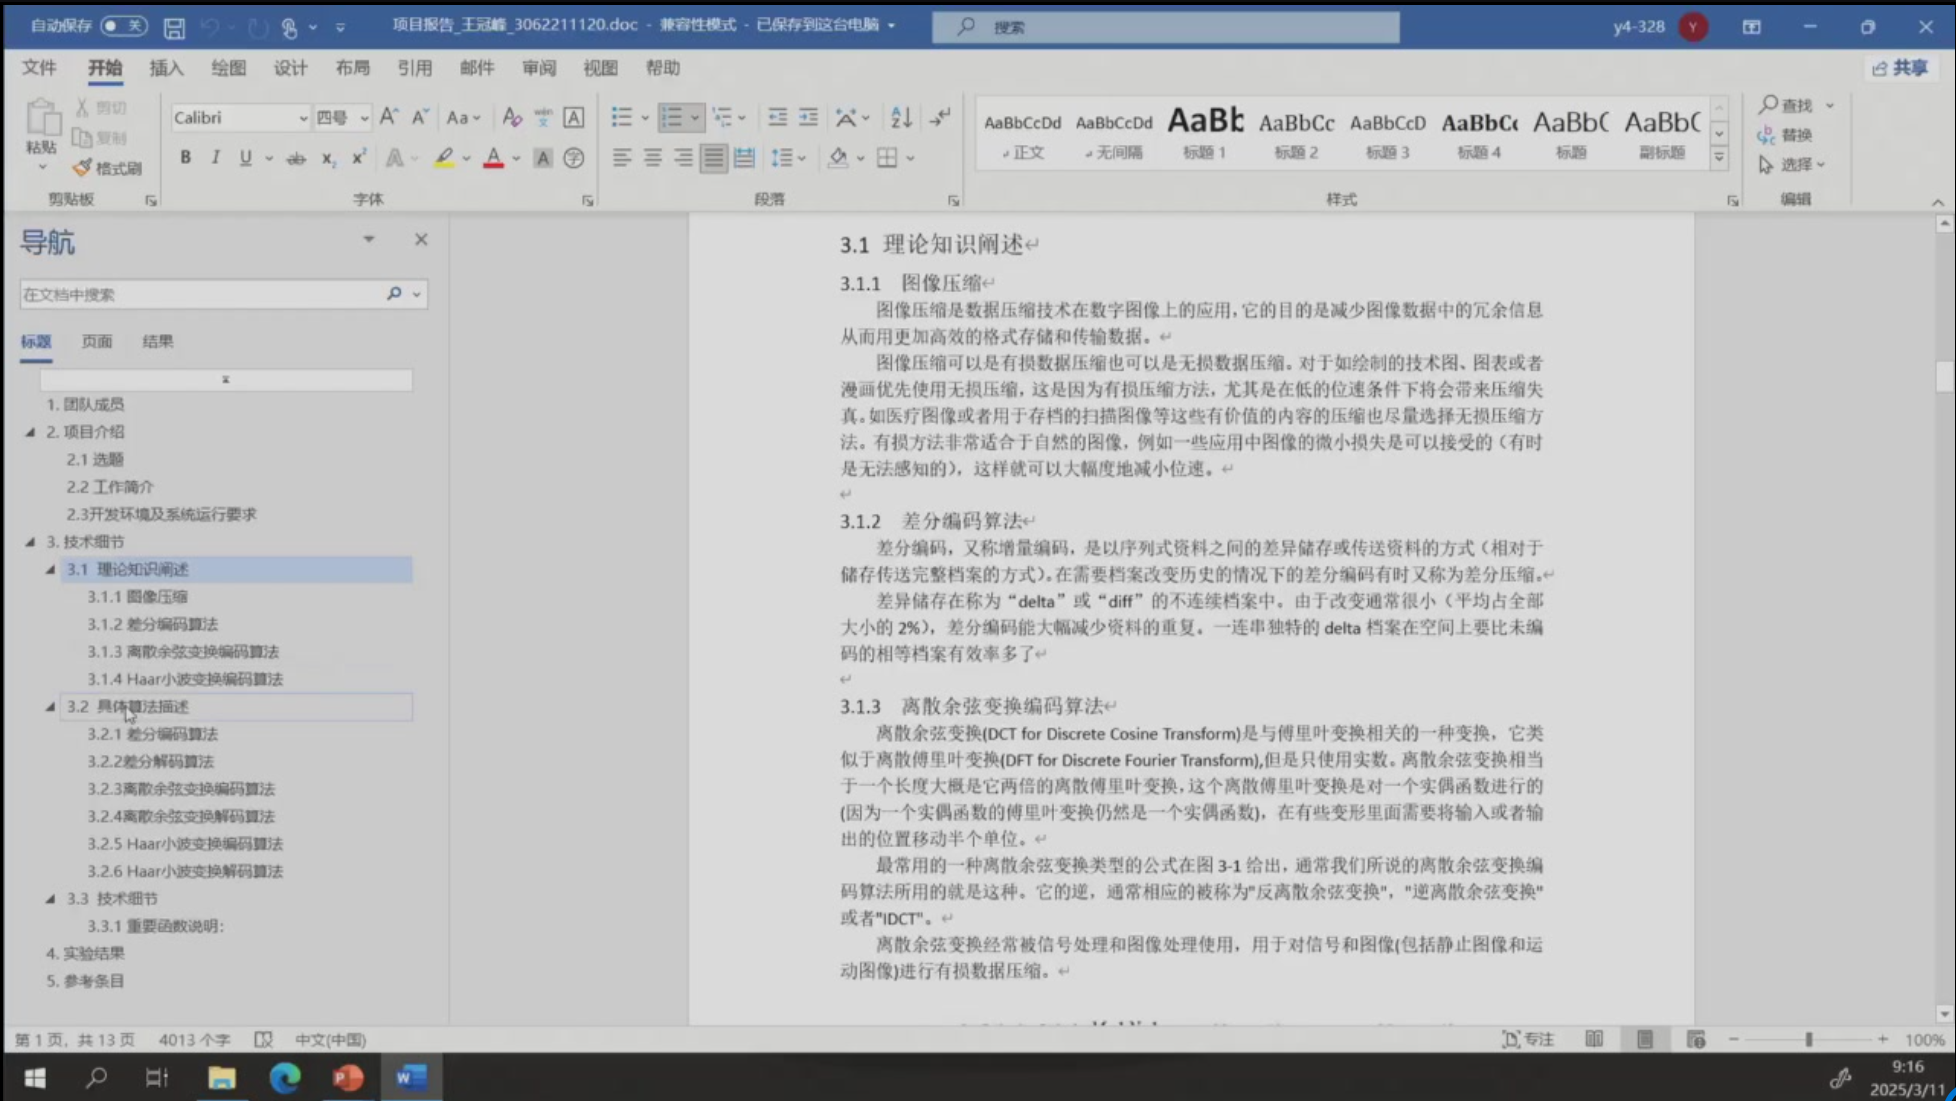 自动保存 关
项目报告_王冠峰_3062211120.doc - 兼容性模式 - 已保存到这台电脑
搜索
y4-328
Y
文件 开始 插入 绘图 设计 布局 引用 邮件 审阅 视图 帮助
共享
粘贴
剪切
复制
格式刷
剪贴板
Calibri 四号
字体
段落
AaBbCcDd 正文
AaBbCcDd 无间隔
AaBb 标题 1
AaBbCc 标题 2
AaBbCcD 标题 3
AaBbCc 标题 4
AaBbC 标题
AaBbC 副标题
样式
查找
替换
选择
编辑
导航
在文档中搜索
标题 页面 结果
1. 团队成员
2. 项目介绍
2.1 选题
2.2 工作简介
2.3开发环境及系统运行要求
3. 技术细节
3.1 理论知识阐述
3.1.1 图像压缩
3.1.2 差分编码算法
3.1.3 离散余弦变换编码算法
3.1.4 Haar小波变换编码算法
3.2 具体算法描述
3.2.1 差分编码算法
3.2.2差分解码算法
3.2.3离散余弦变换编码算法
3.2.4离散余弦变换解码算法
3.2.5 Haar小波变换编码算法
3.2.6 Haar小波变换解码算法
3.3 技术细节
3.3.1 重要函数说明:
4. 实验结果
5. 参考条目
3.1 理论知识阐述
3.1.1 图像压缩
图像压缩是数据压缩技术在数字图像上的应用,它的目的是减少图像数据中的冗余信息
从而用更加高效的格式存储和传输数据。
图像压缩可以是有损数据压缩也可以是无损数据压缩。对于如绘制的技术图、图表或者
漫画优先使用无损压缩，这是因为有损压缩方法，尤其是在低的位速条件下将会带来压缩失
真。如医疗图像或者用于存档的扫描图像等这些有价值的内容的压缩也尽量选择无损压缩方
法。有损方法非常适合于自然的图像，例如一些应用中图像的微小损失是可以接受的（有时
是无法感知的），这样就可以大幅度地减小位速。
3.1.2 差分编码算法
差分编码，又称增量编码，是以序列式资料之间的差异储存或传送资料的方式（相对于
储存传送完整档案的方式）。在需要档案改变历史的情况下的差分编码有时又称为差分压缩。
差异储存在称为“delta”或“diff”的不连续档案中。由于改变通常很小（平均占全部
大小的 2%），差分编码能大幅减少资料的重复。一连串独特的 delta 档案在空间上要比未编
码的相等档案有效率多了
3.1.3 离散余弦变换编码算法
离散余弦变换(DCT for Discrete Cosine Transform)是与傅里叶变换相关的一种变换，它类
似于离散傅里叶变换(DFT for Discrete Fourier Transform),但是只使用实数。离散余弦变换相当
于一个长度大概是它两倍的离散傅里叶变换,这个离散傅里叶变换是对一个实偶函数进行的
(因为一个实偶函数的傅里叶变换仍然是一个实偶函数)，在有些变形里面需要将输入或者输
出的位置移动半个单位。
最常用的一种离散余弦变换类型的公式在图 3-1 给出，通常我们所说的离散余弦变换编
码算法所用的就是这种。它的逆，通常相应的被称为"反离散余弦变换"，"逆离散余弦变换"
或者"IDCT"。
离散余弦变换经常被信号处理和图像处理使用，用于对信号和图像(包括静止图像和运
动图像)进行有损数据压缩。
第 1 页，共 13 页 4013 个字 中文(中国)
专注
100%
9:16
2025/3/11